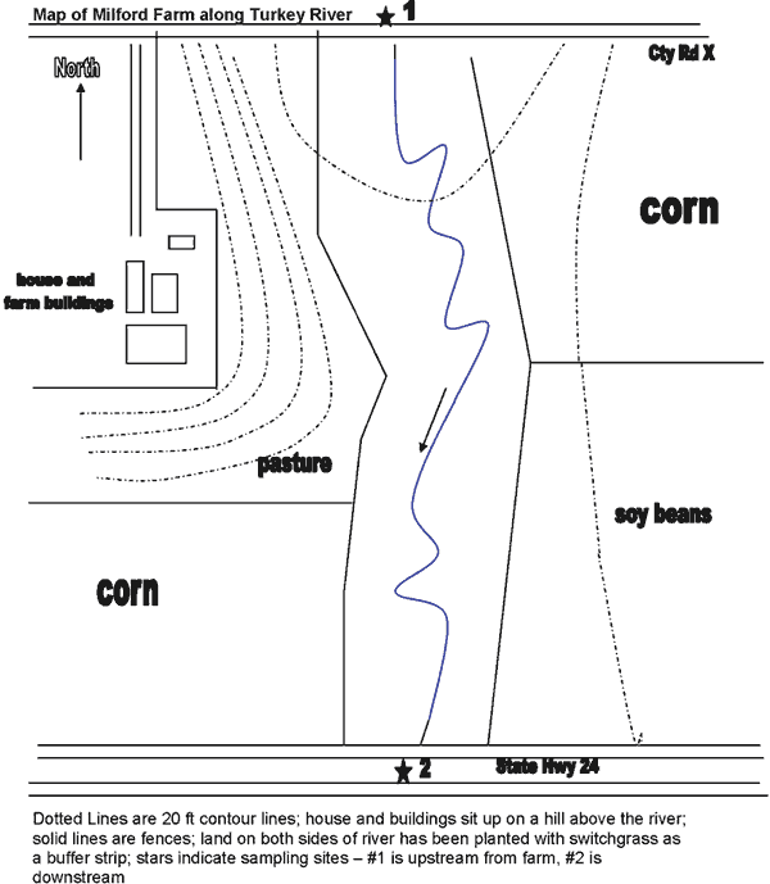 Map of Milford Farm along Turkey River
1
Cty Rd X
North
corn
house and
farm buildings
pasture
soy beans
corn
2
State Hwy 24
Dotted Lines are 20 ft contour lines; house and buildings sit up on a hill above the river;
solid lines are fences; land on both sides of river has been planted with switchgrass as
a buffer strip; stars indicate sampling sites – #1 is upstream from farm, #2 is
downstream